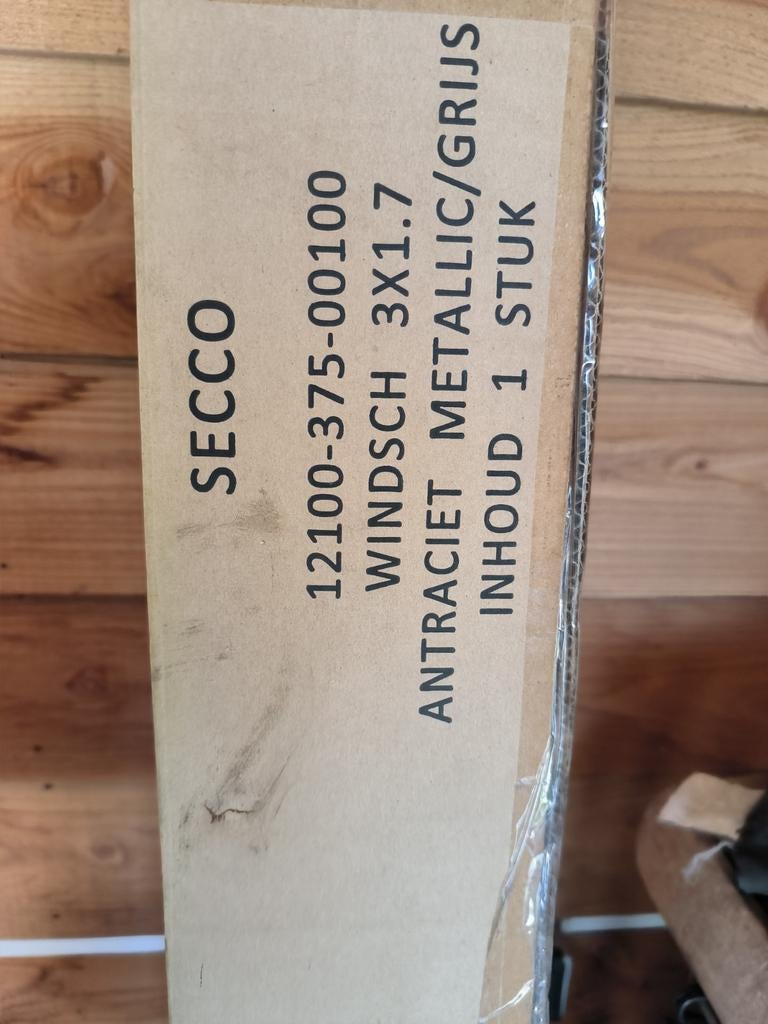 SECCO
12100-375-00100
WINDSCH 3X1.7
ANTRACIET METALLIC/GRIJS
INHOUD 1 STUK